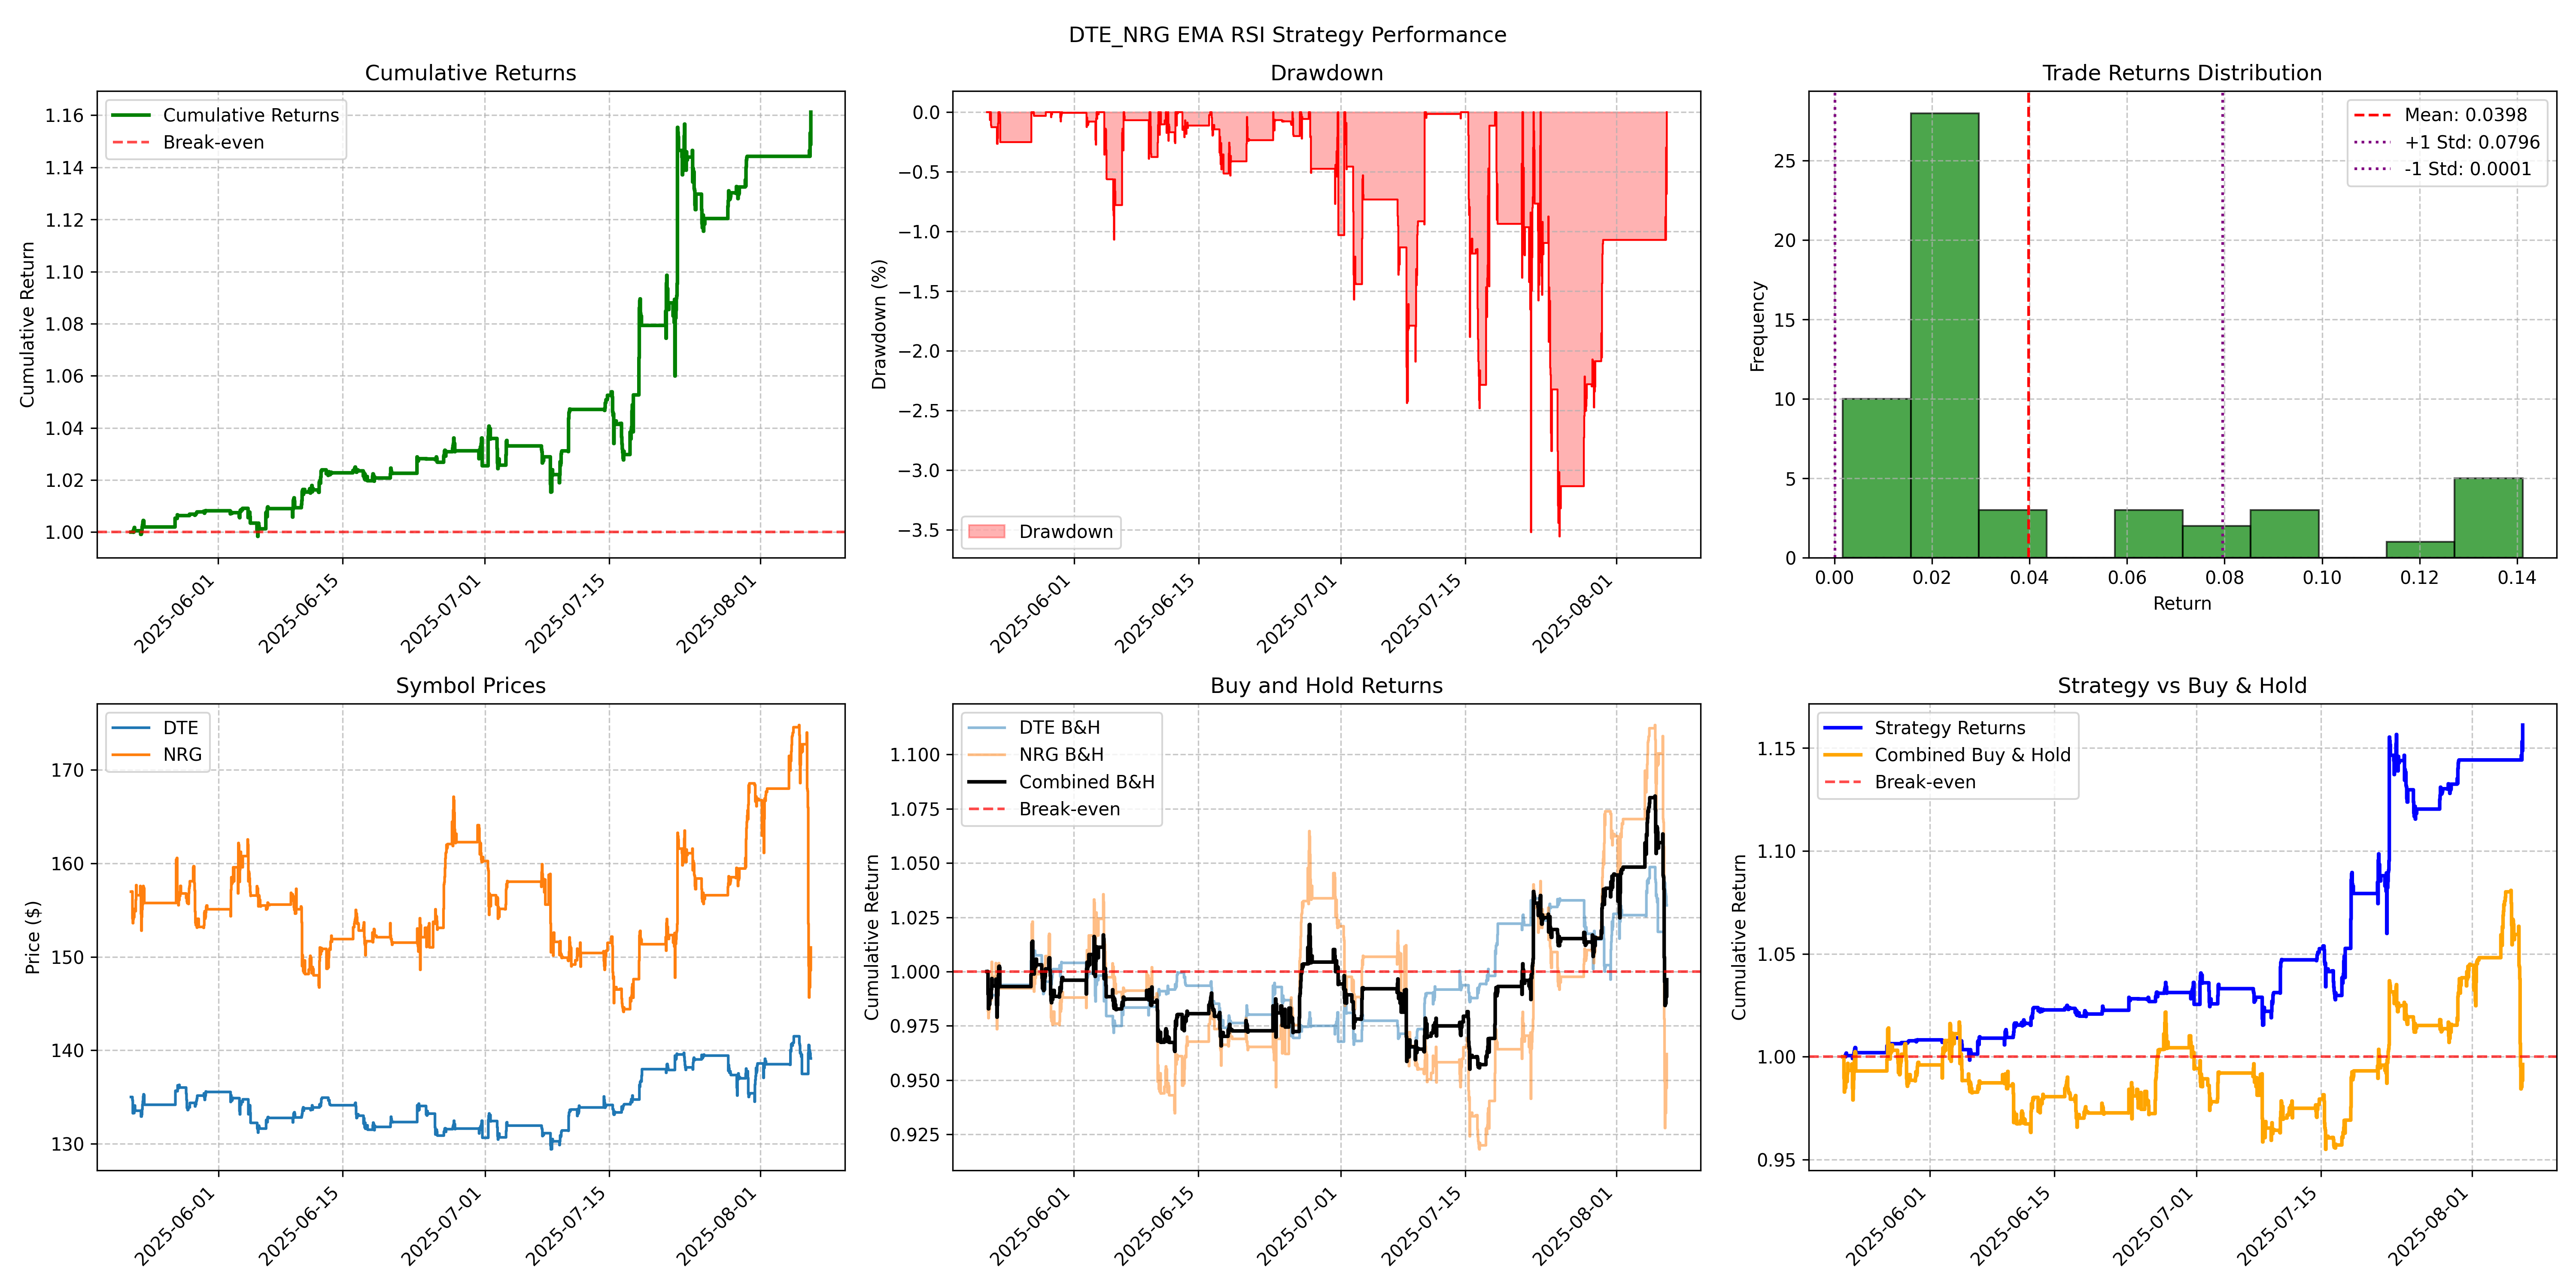 DTE_NRG EMA RSI Strategy Performance
Cumulative Returns
Cumulative Returns
Break-even
Cumulative Return
1.16
1.14
1.12
1.10
1.08
1.06
1.04
1.02
1.00
2025-06-01
2025-06-15
2025-07-01
2025-07-15
2025-08-01
Drawdown
Drawdown (%)
0.0
−0.5
−1.0
−1.5
−2.0
−2.5
−3.0
−3.5
Drawdown
2025-06-01
2025-06-15
2025-07-01
2025-07-15
2025-08-01
Trade Returns Distribution
Mean: 0.0398
+1 Std: 0.0796
-1 Std: 0.0001
Frequency
25
20
15
10
5
0
0.00 0.02 0.04 0.06 0.08 0.10 0.12 0.14
Return
Symbol Prices
DTE
NRG
Price ($)
170
160
150
140
130
2025-06-01
2025-06-15
2025-07-01
2025-07-15
2025-08-01
Buy and Hold Returns
DTE B&H
NRG B&H
Combined B&H
Break-even
Cumulative Return
1.100
1.075
1.050
1.025
1.000
0.975
0.950
0.925
2025-06-01
2025-06-15
2025-07-01
2025-07-15
2025-08-01
Strategy vs Buy & Hold
Strategy Returns
Combined Buy & Hold
Break-even
Cumulative Return
1.15
1.10
1.05
1.00
0.95
2025-06-01
2025-06-15
2025-07-01
2025-07-15
2025-08-01